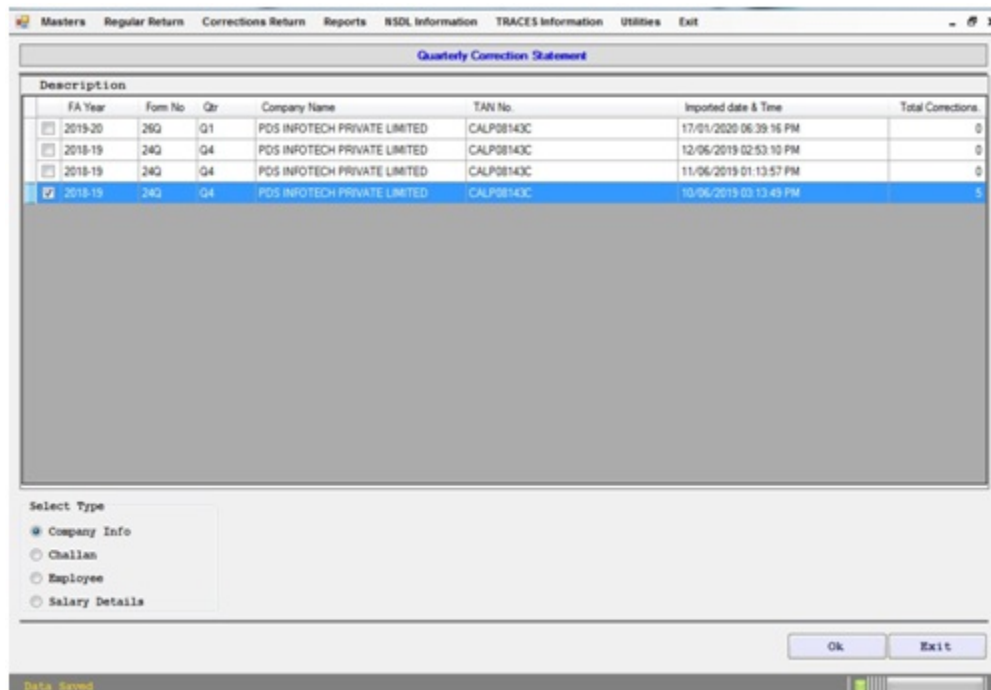 Masters Regular Return Corrections Return Reports NSDL Information TRACES Information Utilities Exit
Quarterly Correction Statement
Description
FA Year Form No Qtr Company Name TAN No. Imported date & Time Total Corrections.
2019-20 26Q Q1 PDS INFOTECH PRIVATE LIMITED CALP08143C 17/01/2020 06:39:16 PM 0
2018-19 24Q Q4 PDS INFOTECH PRIVATE LIMITED CALP08143C 12/06/2019 02:53:10 PM 0
2018-19 24Q Q4 PDS INFOTECH PRIVATE LIMITED CALP08143C 11/06/2019 01:13:57 PM 0
2018-19 24Q Q4 PDS INFOTECH PRIVATE LIMITED CALP08143C 10/06/2019 03:13:49 PM 5
Select Type
Company Info
Challan
Employee
Salary Details
Ok Exit
Data Saved